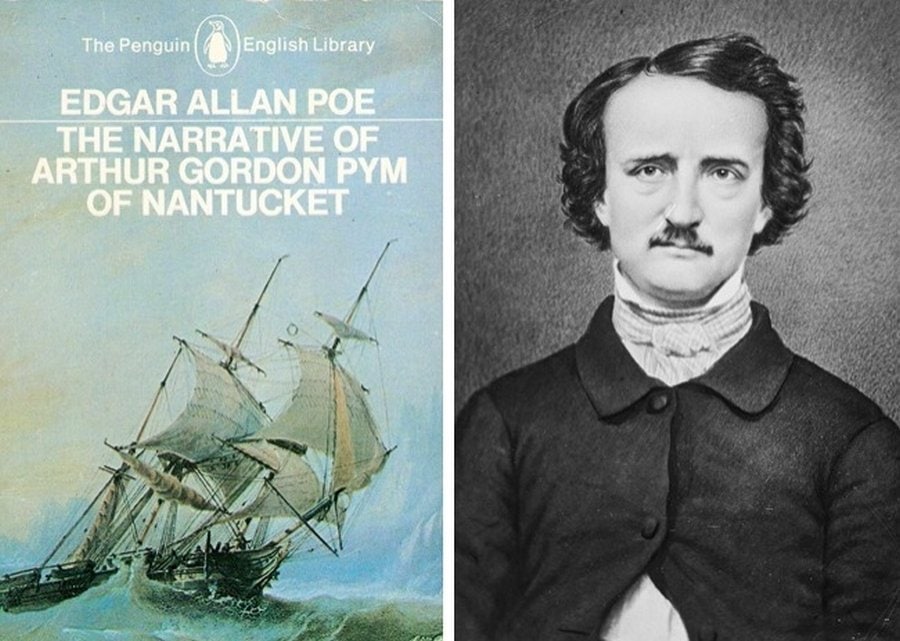 The Penguin English Library
EDGAR ALLAN POE
THE NARRATIVE OF
ARTHUR GORDON PYM
OF NANTUCKET